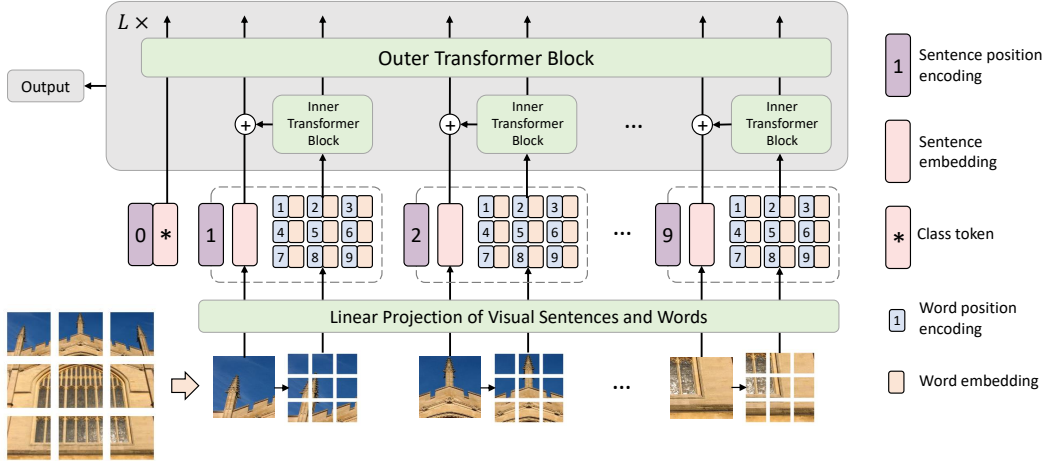 L ×
Outer Transformer Block
Output
Inner
Transformer
Block
Inner
Transformer
Block
...
Inner
Transformer
Block
0 *
1
1 2 3
4 5 6
7 8 9
2
1 2 3
4 5 6
7 8 9
...
9
1 2 3
4 5 6
7 8 9
Linear Projection of Visual Sentences and Words
...
1 Sentence position
encoding
Sentence
embedding
* Class token
1 Word position
encoding
Word embedding